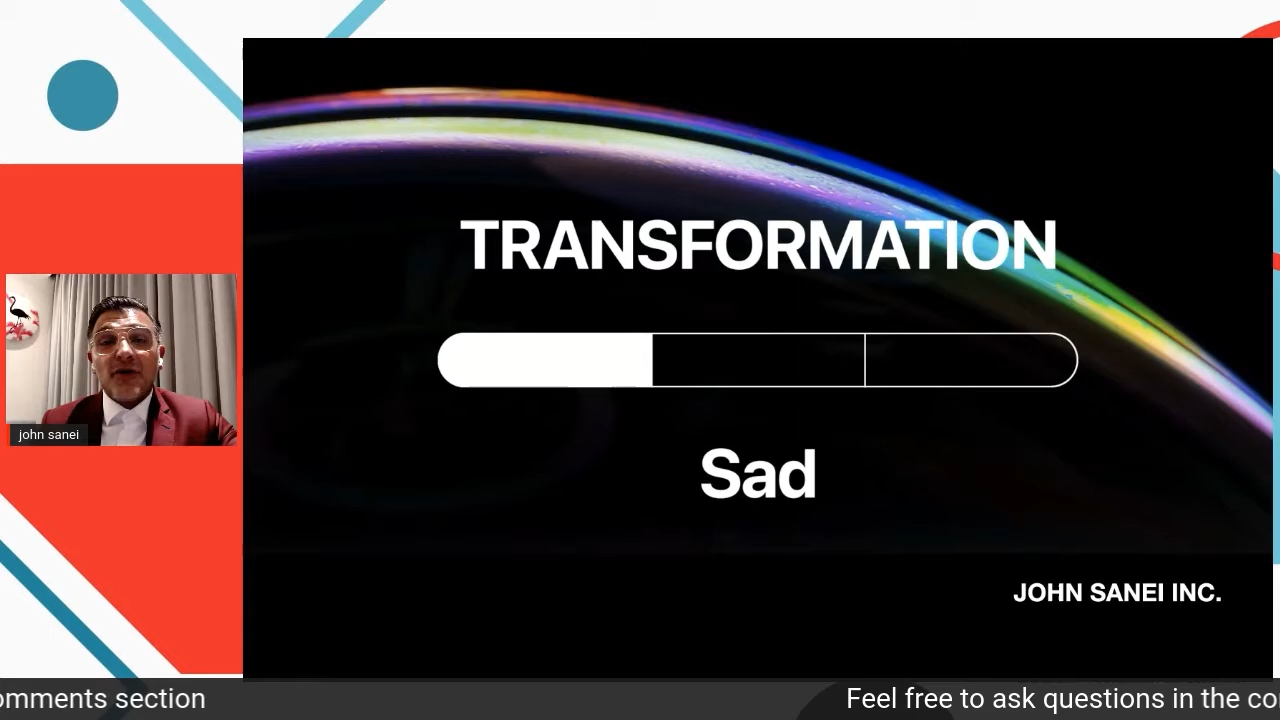 TRANSFORMATION
Sad
JOHN SANEI INC.
john sanei
omments section
Feel free to ask questions in the co